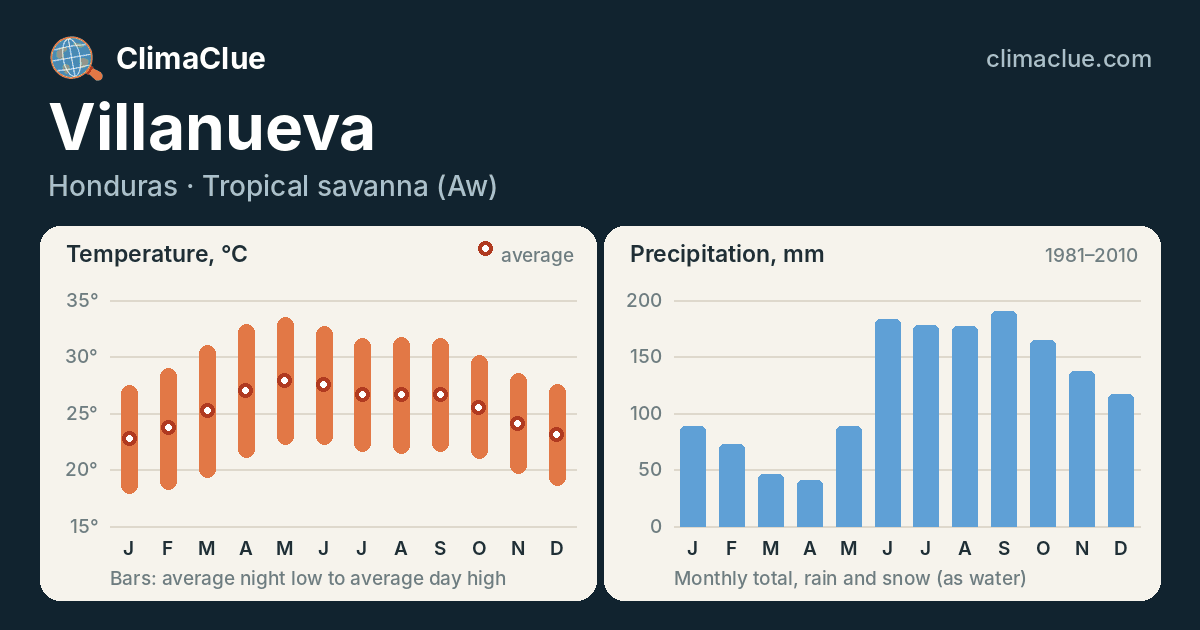 ClimaClue
climaclue.com
Villanueva
Honduras · Tropical savanna (Aw)
Temperature, °C
average
35°
30°
25°
20°
15°
J F M A M J J A S O N D
Bars: average night low to average day high
Precipitation, mm
1981–2010
200
150
100
50
0
J F M A M J J A S O N D
Monthly total, rain and snow (as water)